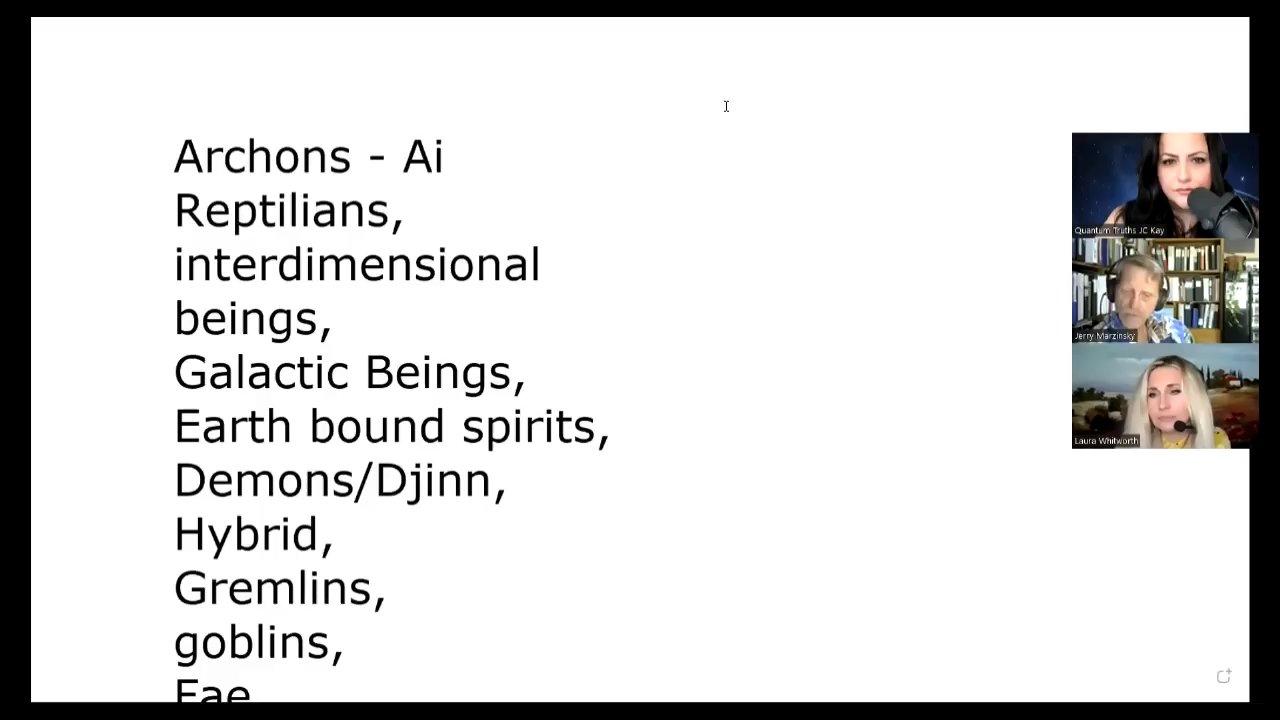 Archons - Ai
Reptilians,
interdimensional
beings,
Galactic Beings,
Earth bound spirits,
Demons/Djinn,
Hybrid,
Gremlins,
goblins,
Fae
Quantum Truths JC Kay
Jerry Marzinsky
Laura Whitworth